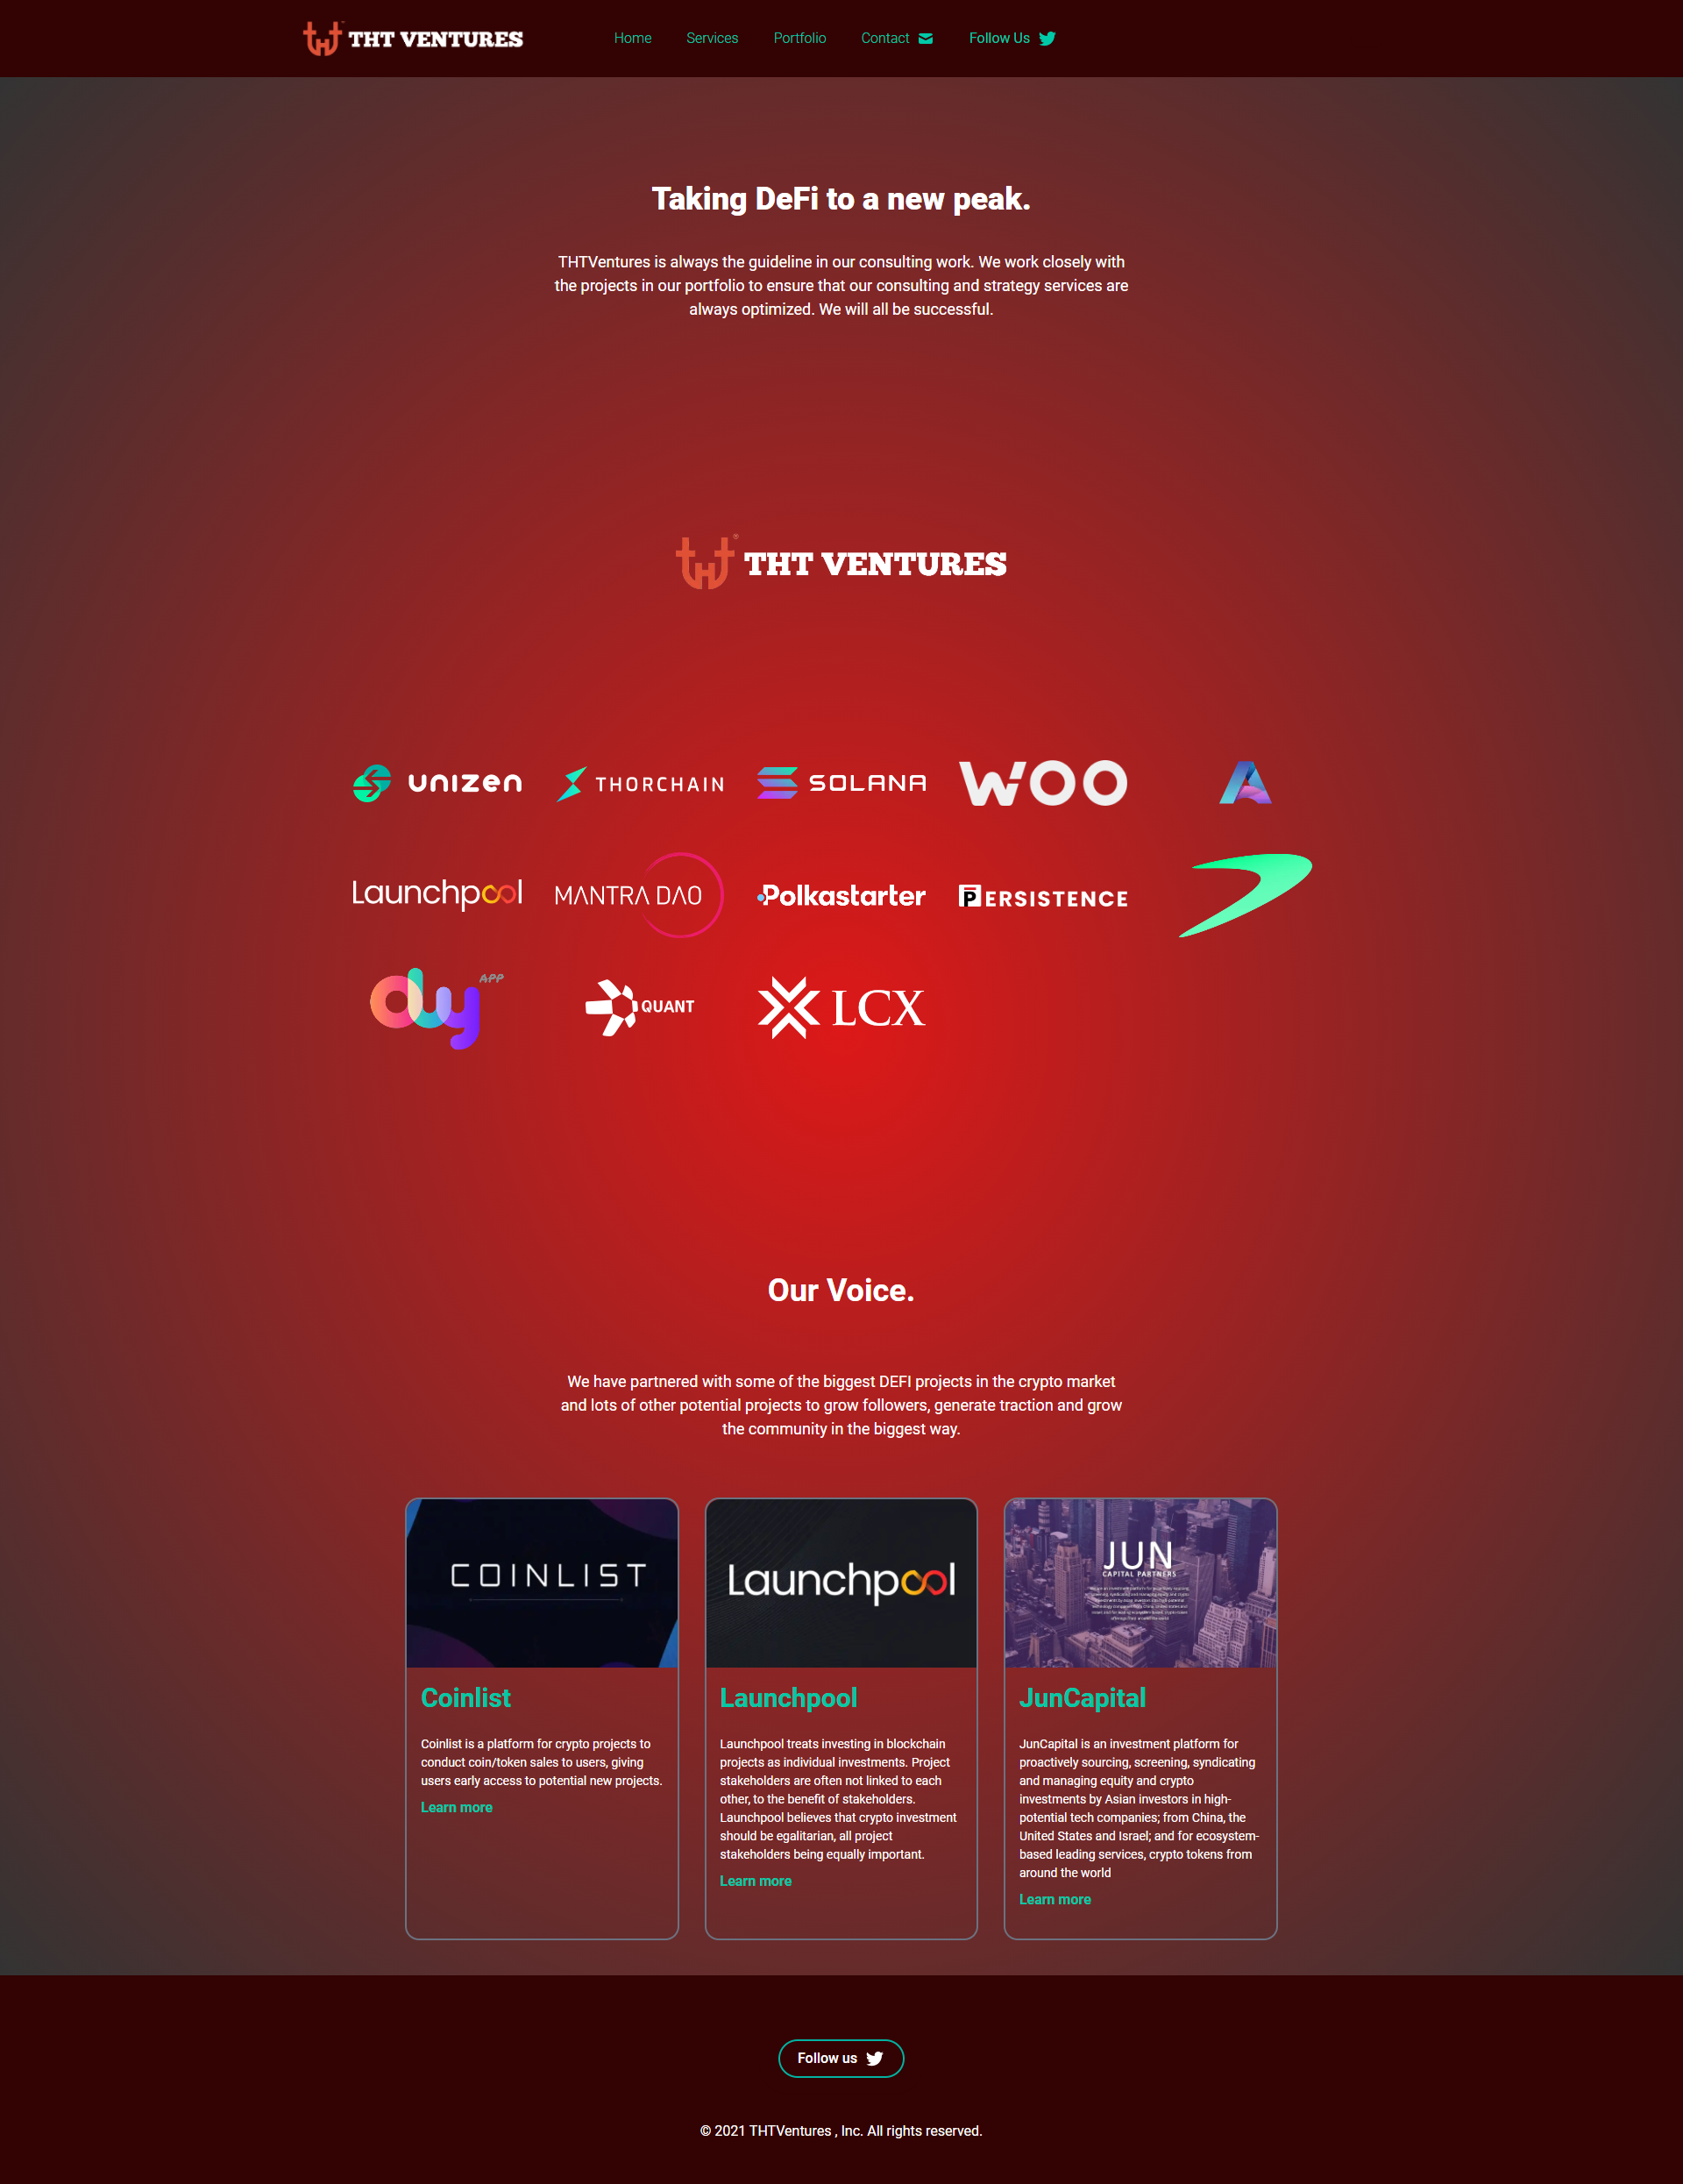 THT VENTURES
Home Services Portfolio Contact Follow Us
Taking DeFi to a new peak.
THTVentures is always the guideline in our consulting work. We work closely with
the projects in our portfolio to ensure that our consulting and strategy services are
always optimized. We will all be successful.
THT VENTURES
unizen THORCHAIN SOLANA WOO
Launchpool MANTRA DAO Polkastarter PERSISTENCE
oly APP QUANT LCX
Our Voice.
We have partnered with some of the biggest DEFI projects in the crypto market
and lots of other potential projects to grow followers, generate traction and grow
the community in the biggest way.
COINLIST
Coinlist
Coinlist is a platform for crypto projects to
conduct coin/token sales to users, giving
users early access to potential new projects.
Learn more
Launchpool
Launchpool
Launchpool treats investing in blockchain
projects as individual investments. Project
stakeholders are often not linked to each
other, to the benefit of stakeholders.
Launchpool believes that crypto investment
should be egalitarian, all project
stakeholders being equally important.
Learn more
JUN
CAPITAL PARTNERS
JunCapital
JunCapital is an investment platform for
proactively sourcing, screening, syndicating
and managing equity and crypto
investments by Asian investors in high-
potential tech companies; from China, the
United States and Israel; and for ecosystem-
based leading services, crypto tokens from
around the world
Learn more
Follow us
© 2021 THTVentures , Inc. All rights reserved.